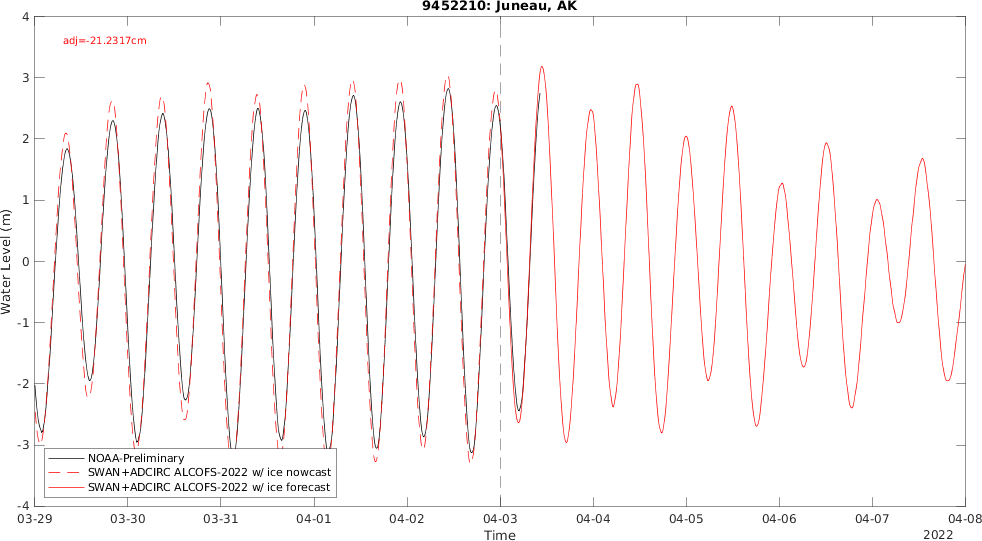 9452210: Juneau, AK
adj=-21.2317cm
4
3
2
1
0
-1
-2
-3
-4
Water Level (m)
NOAA-Preliminary
SWAN+ADCIRC ALCOFS-2022 w/ ice nowcast
SWAN+ADCIRC ALCOFS-2022 w/ ice forecast
03-29 03-30 03-31 04-01 04-02 04-03 04-04 04-05 04-06 04-07 04-08
Time
2022